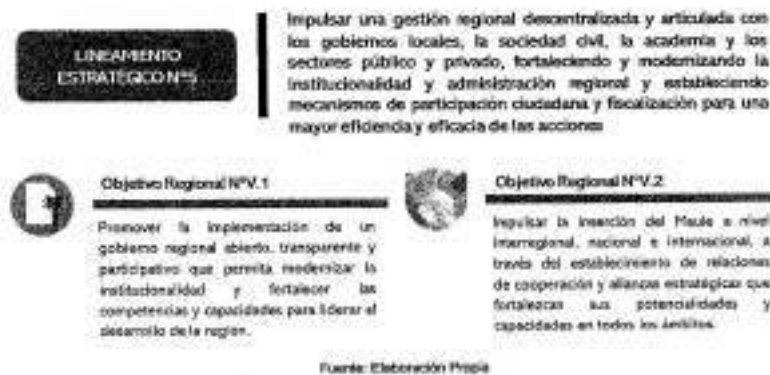 LINEAMIENTO
ESTRATÉGICO N°5
Impulsar una gestión regional descentralizada y articulada con
los gobiernos locales, la sociedad civil, la academia y los
sectores público y privado, fortaleciendo y modernizando la
institucionalidad y administración regional y estableciendo
mecanismos de participación ciudadana y fiscalización para una
mayor eficiencia y eficacia de las acciones
Objetivo Regional N°V.1
Promover la implementación de un
gobierno regional abierto, transparente y
participativo que permita modernizar la
institucionalidad y fortalecer las
competencias y capacidades para liderar el
desarrollo de la región.
Objetivo Regional N°V.2
Impulsar la inserción del Maule a nivel
interregional, nacional e internacional, a
través del establecimiento de relaciones
de cooperación y alianzas estratégicas que
fortalezcan sus potencialidades y
capacidades en todos los ámbitos.
Fuente: Elaboración Propia